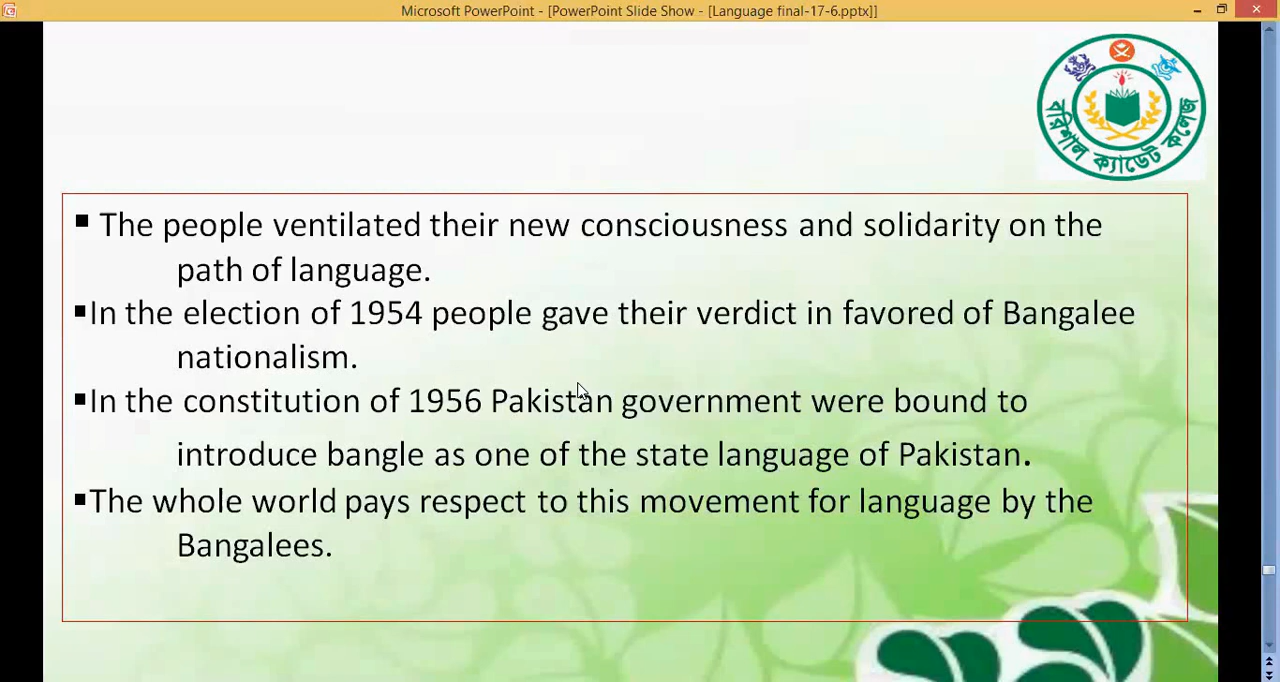 Microsoft PowerPoint - [PowerPoint Slide Show - [Language final-17-6.pptx]]
বরিশাল ক্যাডেট কলেজ
▪ The people ventilated their new consciousness and solidarity on the
path of language.
▪In the election of 1954 people gave their verdict in favored of Bangalee
nationalism.
▪In the constitution of 1956 Pakistan government were bound to
introduce bangle as one of the state language of Pakistan.
▪The whole world pays respect to this movement for language by the
Bangalees.